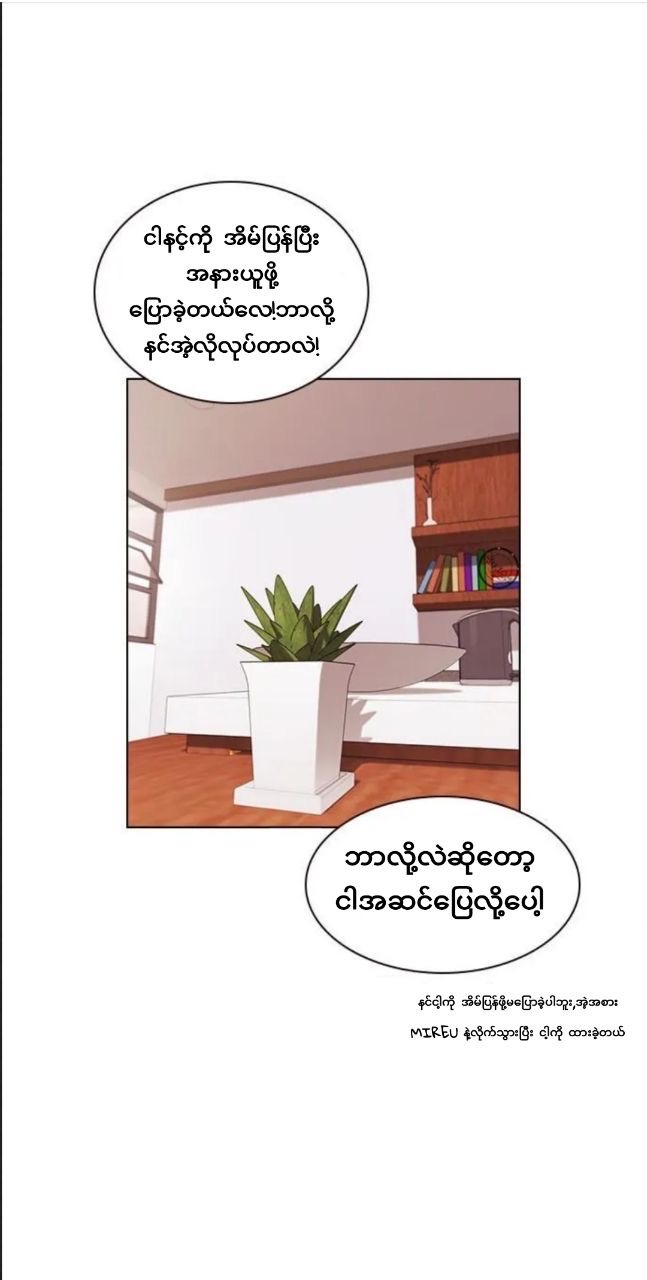 ငါနင့်ကို အိမ်ပြန်ပြီး
အနားယူဖို့
ပြောခဲ့တယ်လေ!ဘာလို့
နင်အဲ့လိုလုပ်တာလဲ!
ဘာလို့လဲဆိုတော့
ငါအဆင်ပြေလို့ပေါ့
နင်ငါ့ကို အိမ်ပြန်ဖို့မပြောခဲ့ပါဘူး,အဲ့အစား
MIREU နဲ့လိုက်သွားပြီး ငါ့ကို ထားခဲ့တယ်